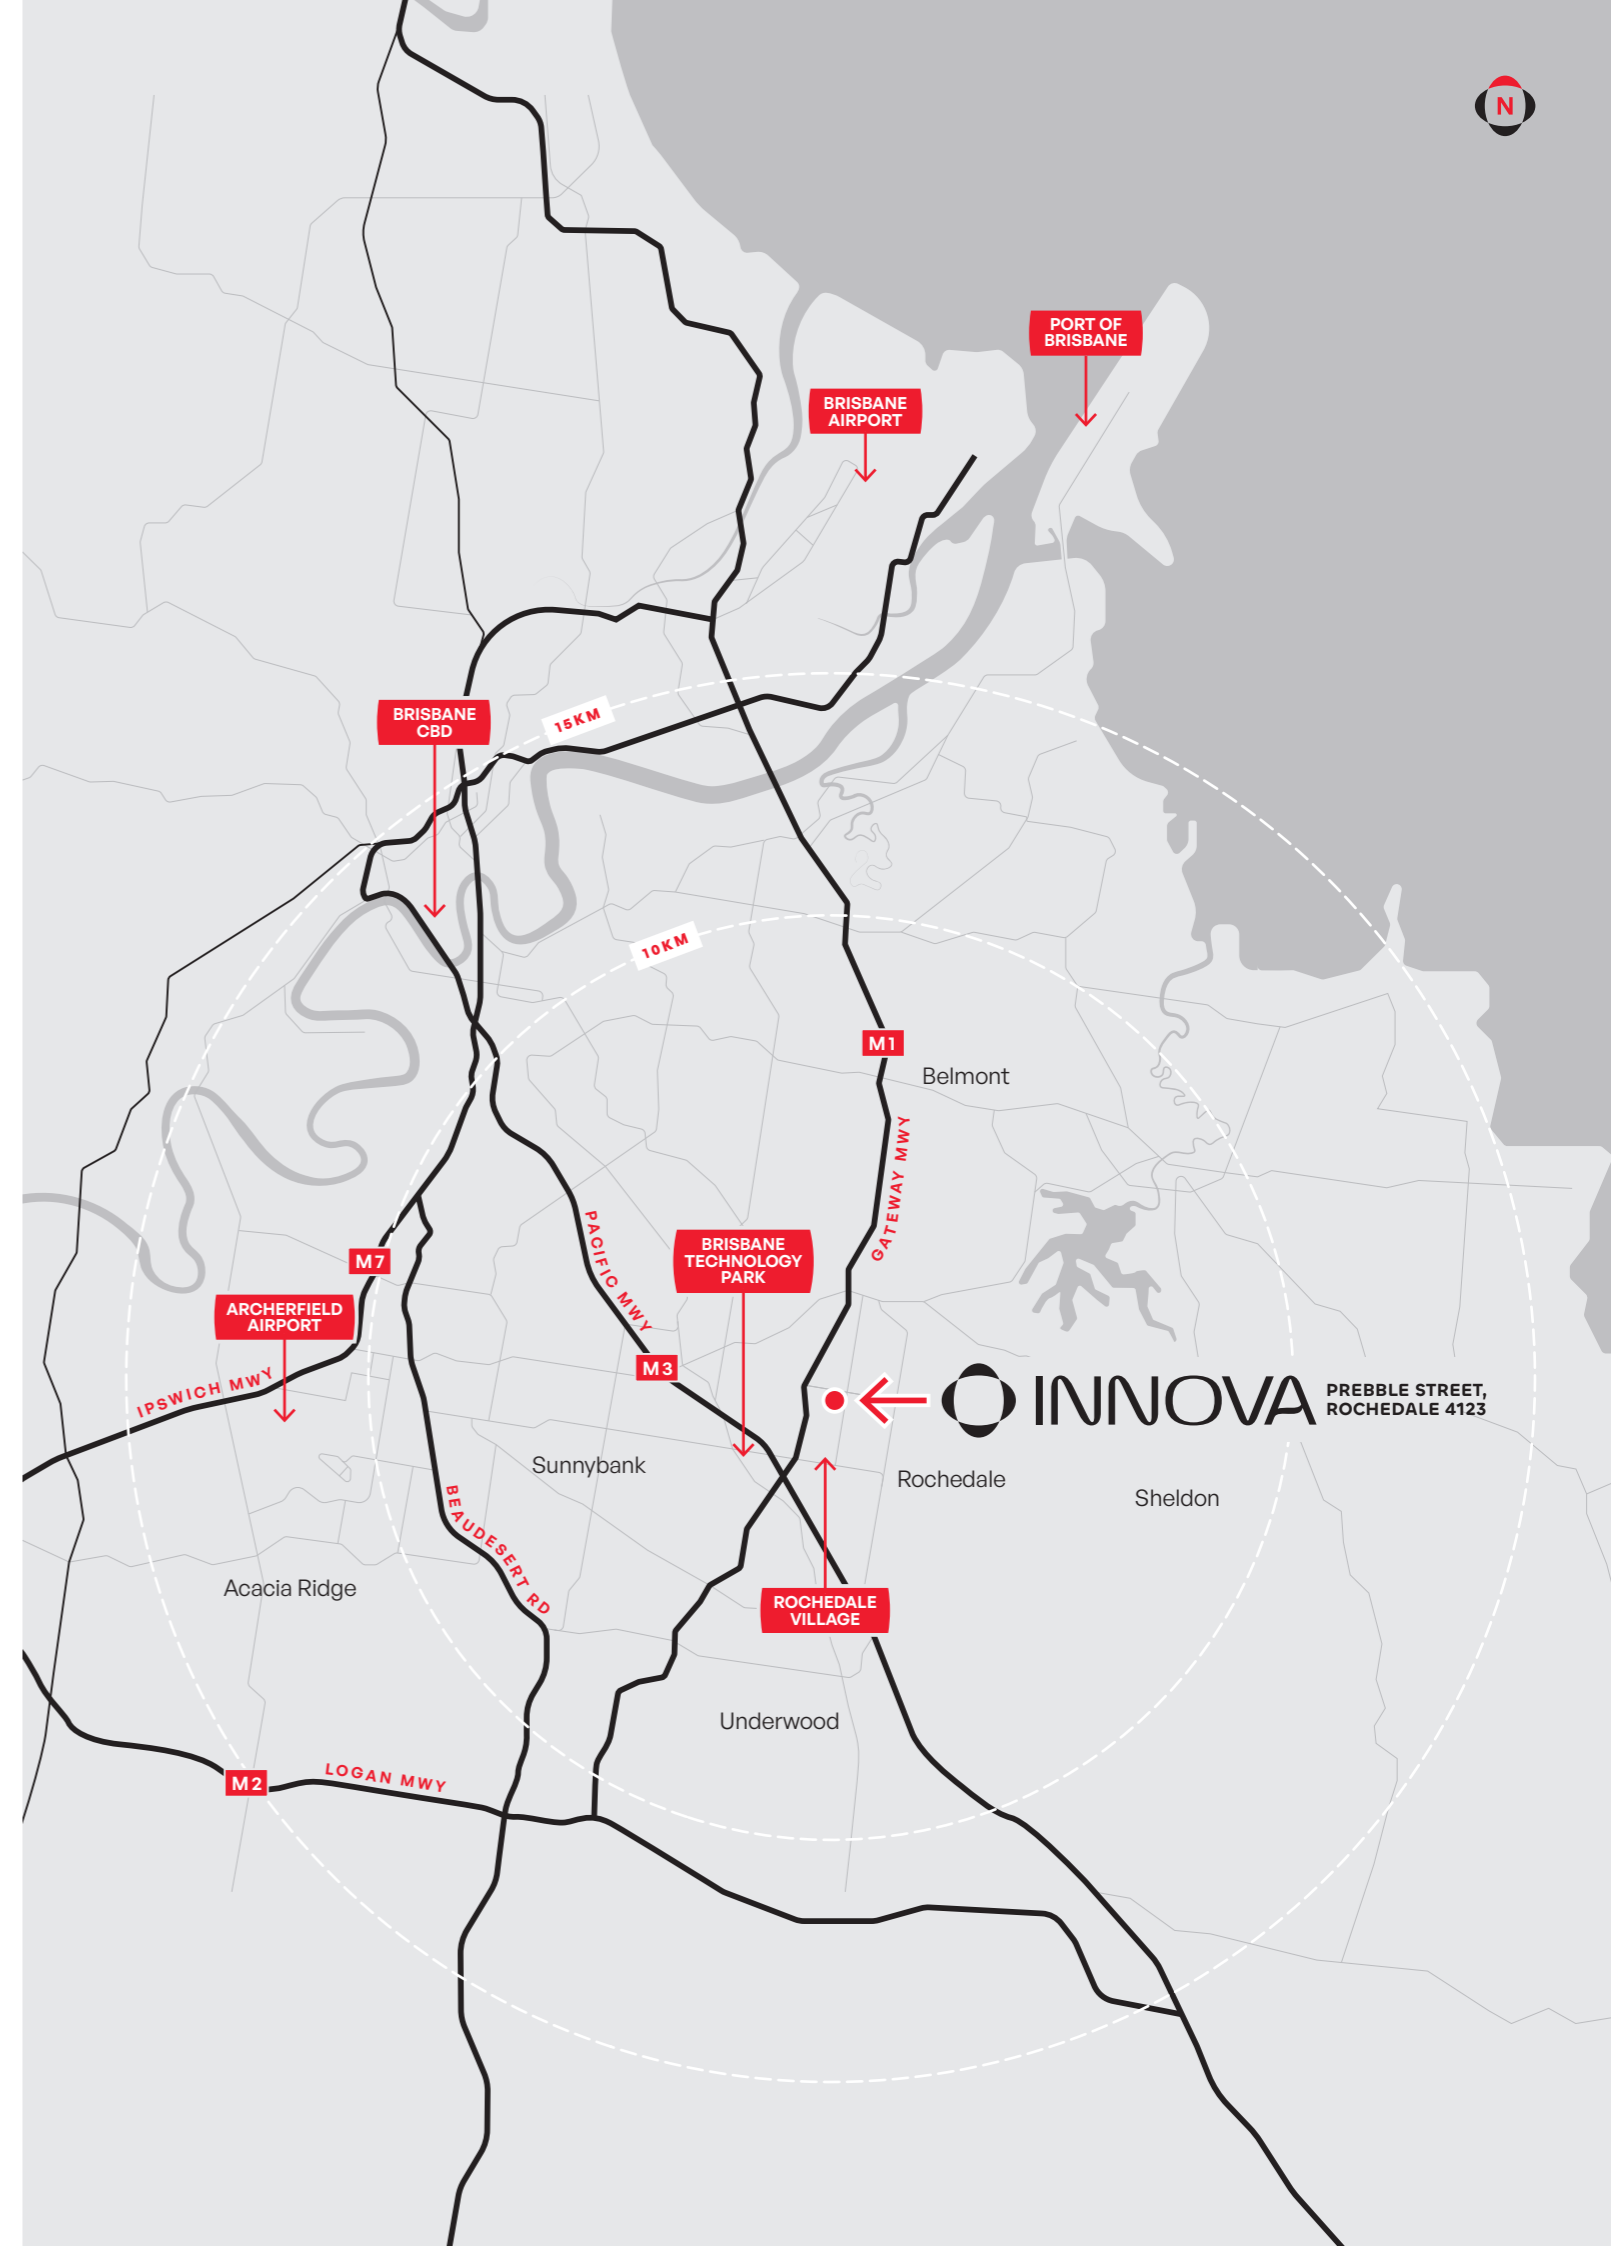 N
PORT OF
BRISBANE
BRISBANE
AIRPORT
BRISBANE
CBD
15KM
10KM
M1
Belmont
GATEWAY MWY
PACIFIC MWY
BRISBANE
TECHNOLOGY
PARK
M7
ARCHERFIELD
AIRPORT
IPSWICH MWY
M3
INNOVA
PREBBLE STREET,
ROCHEDALE 4123
Sunnybank
Rochedale
Sheldon
BEAUDESERT RD
Acacia Ridge
ROCHEDALE
VILLAGE
Underwood
M2
LOGAN MWY